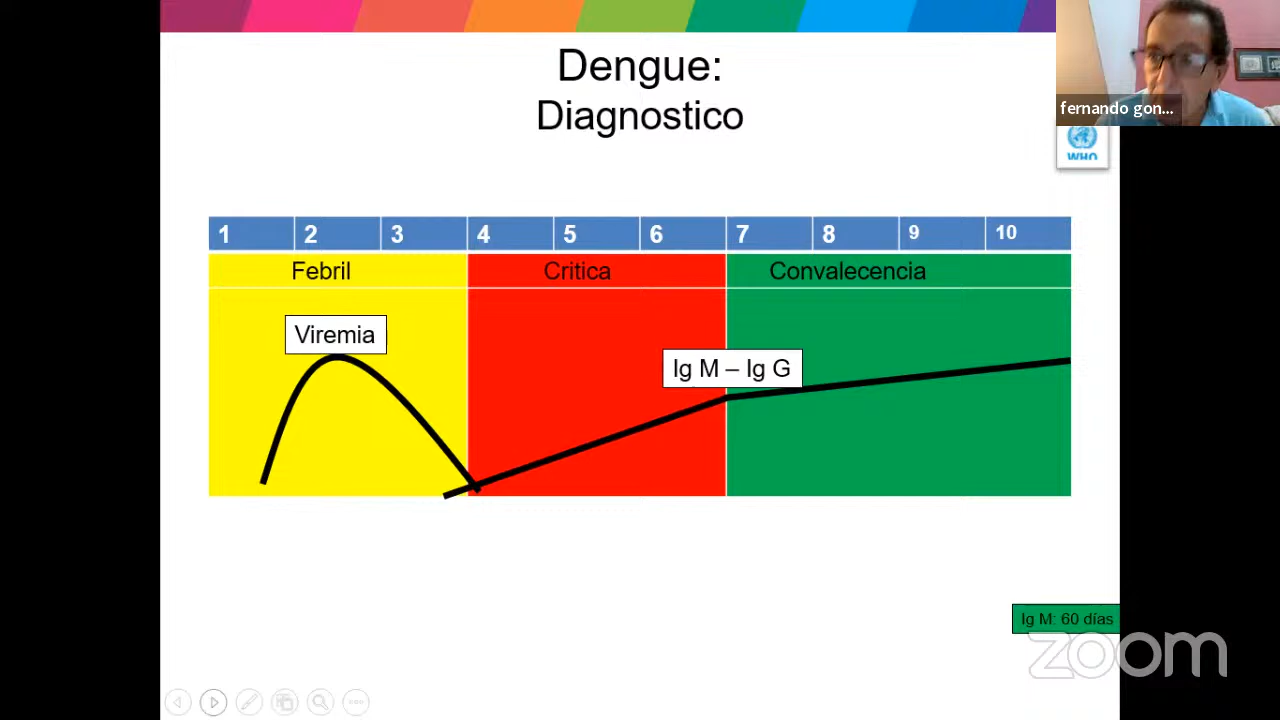 Dengue:
Diagnostico
fernando gon...
WHO
1 2 3 4 5 6 7 8 9 10
Febril Critica Convalecencia
Viremia
Ig M – Ig G
Ig M: 60 días
zoom